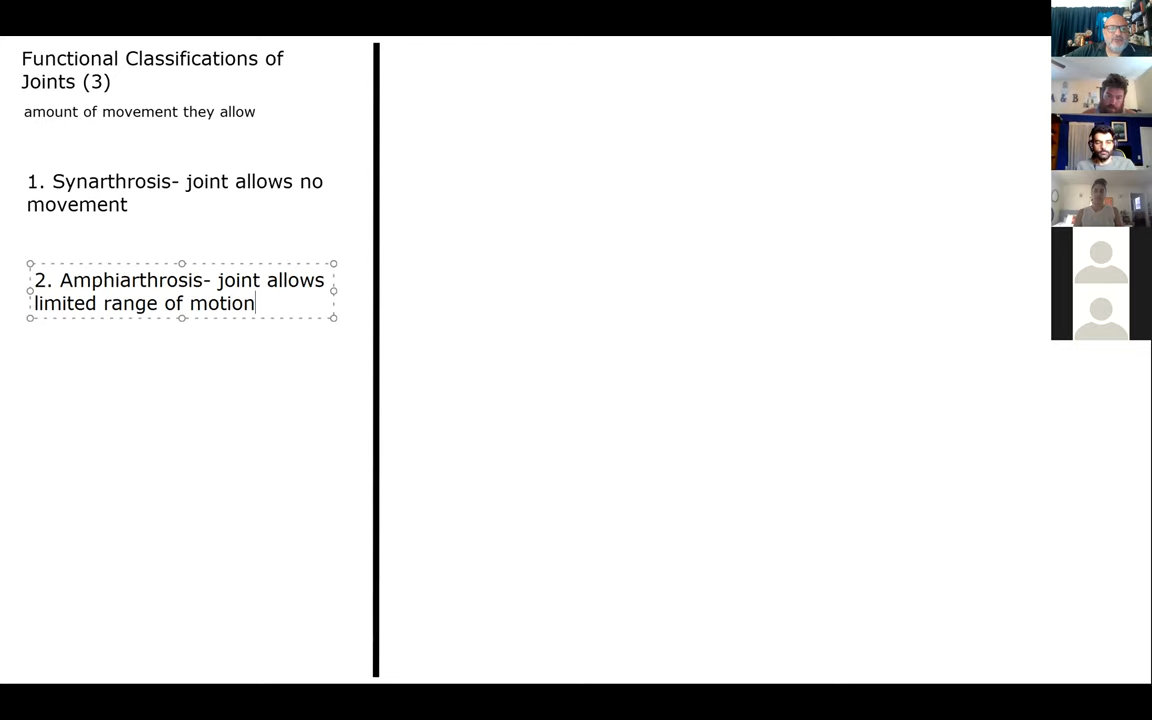 Functional Classifications of
Joints (3)
amount of movement they allow
1. Synarthrosis- joint allows no
movement
2. Amphiarthrosis- joint allows
limited range of motion
A & B